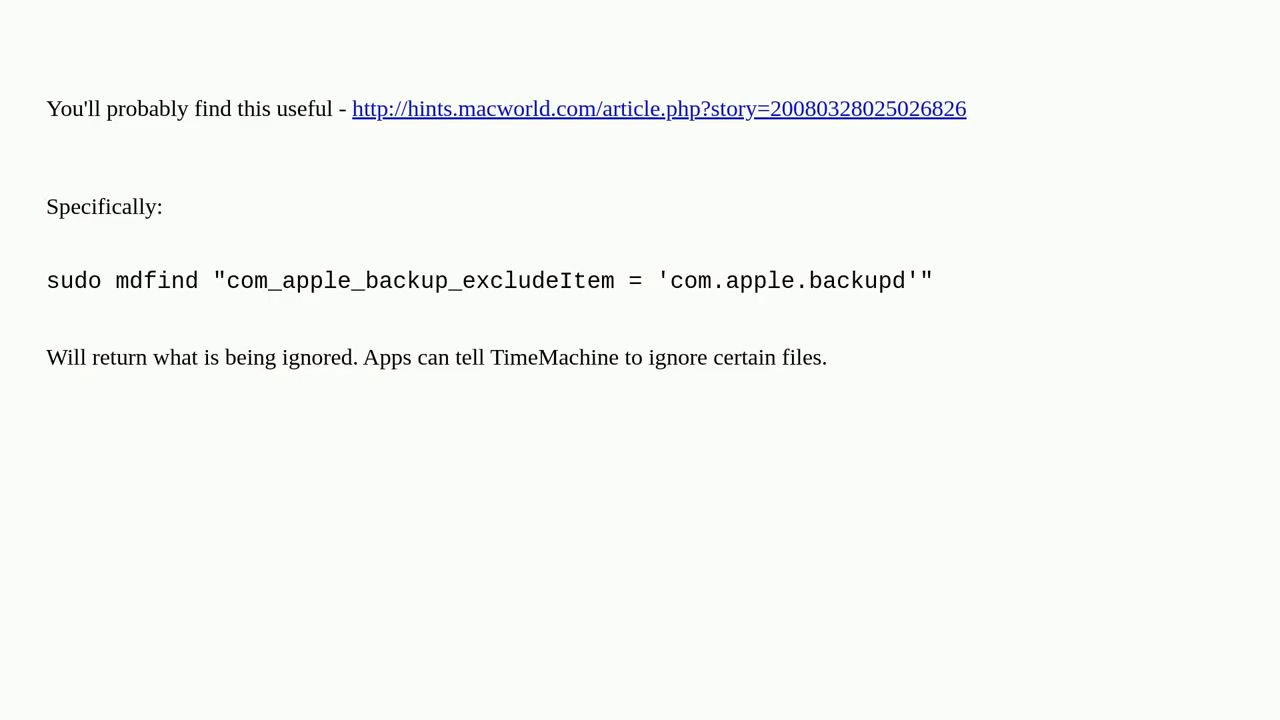 You'll probably find this useful - http://hints.macworld.com/article.php?story=20080328025026826
Specifically:
sudo mdfind "com_apple_backup_excludeItem = 'com.apple.backupd'"
Will return what is being ignored. Apps can tell TimeMachine to ignore certain files.